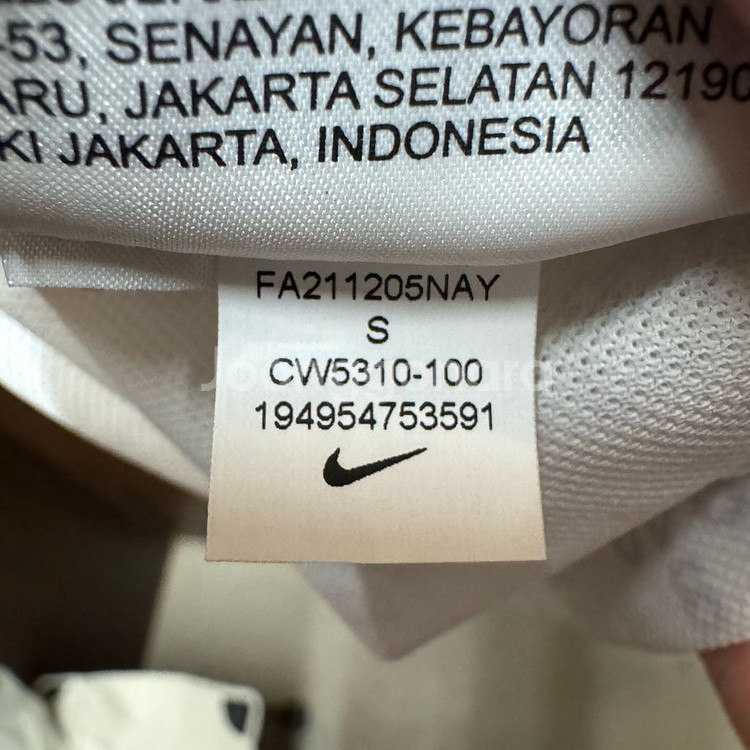 -53, SENAYAN, KEBAYORAN
ARU, JAKARTA SELATAN 12190
KI JAKARTA, INDONESIA
FA211205NAY
S
CW5310-100
194954753591